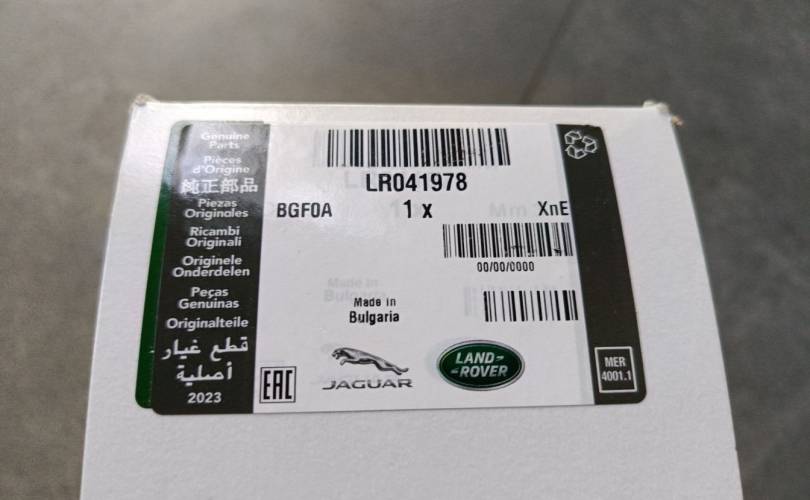 Genuine
Parts
Pièces
d'Origine
純正部品
Piezas
Originales
Ricambi
Originali
Originele
Onderdelen
Peças
Genuínas
Originalteile
قطع غيار
أصلية
2023
LR041978
BGF0A
1 x
XnE
00/00/0000
Made in
Bulgaria
EAC
JAGUAR
LAND
ROVER
MER
4001.1